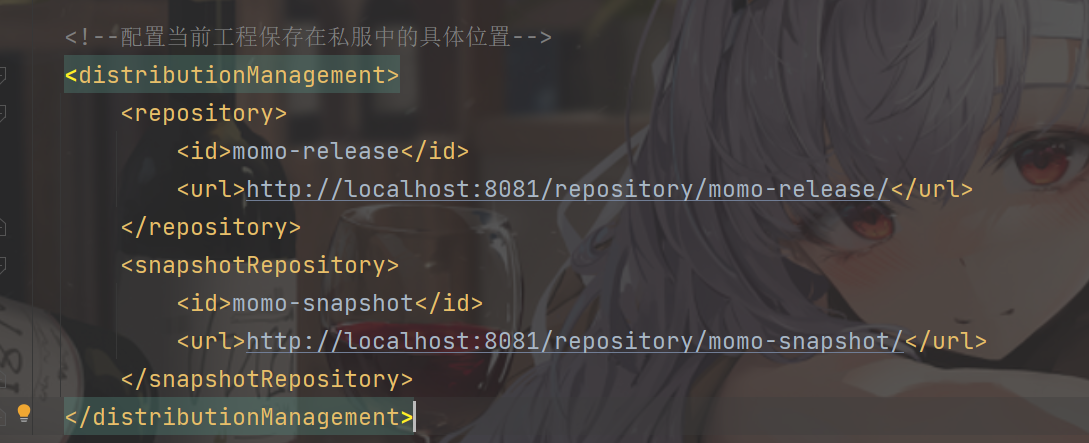 <!--配置当前工程保存在私服中的具体位置-->
<distributionManagement>
    <repository>
        <id>momo-release</id>
        <url>http://localhost:8081/repository/momo-release/</url>
    </repository>
    <snapshotRepository>
        <id>momo-snapshot</id>
        <url>http://localhost:8081/repository/momo-snapshot/</url>
    </snapshotRepository>
</distributionManagement>